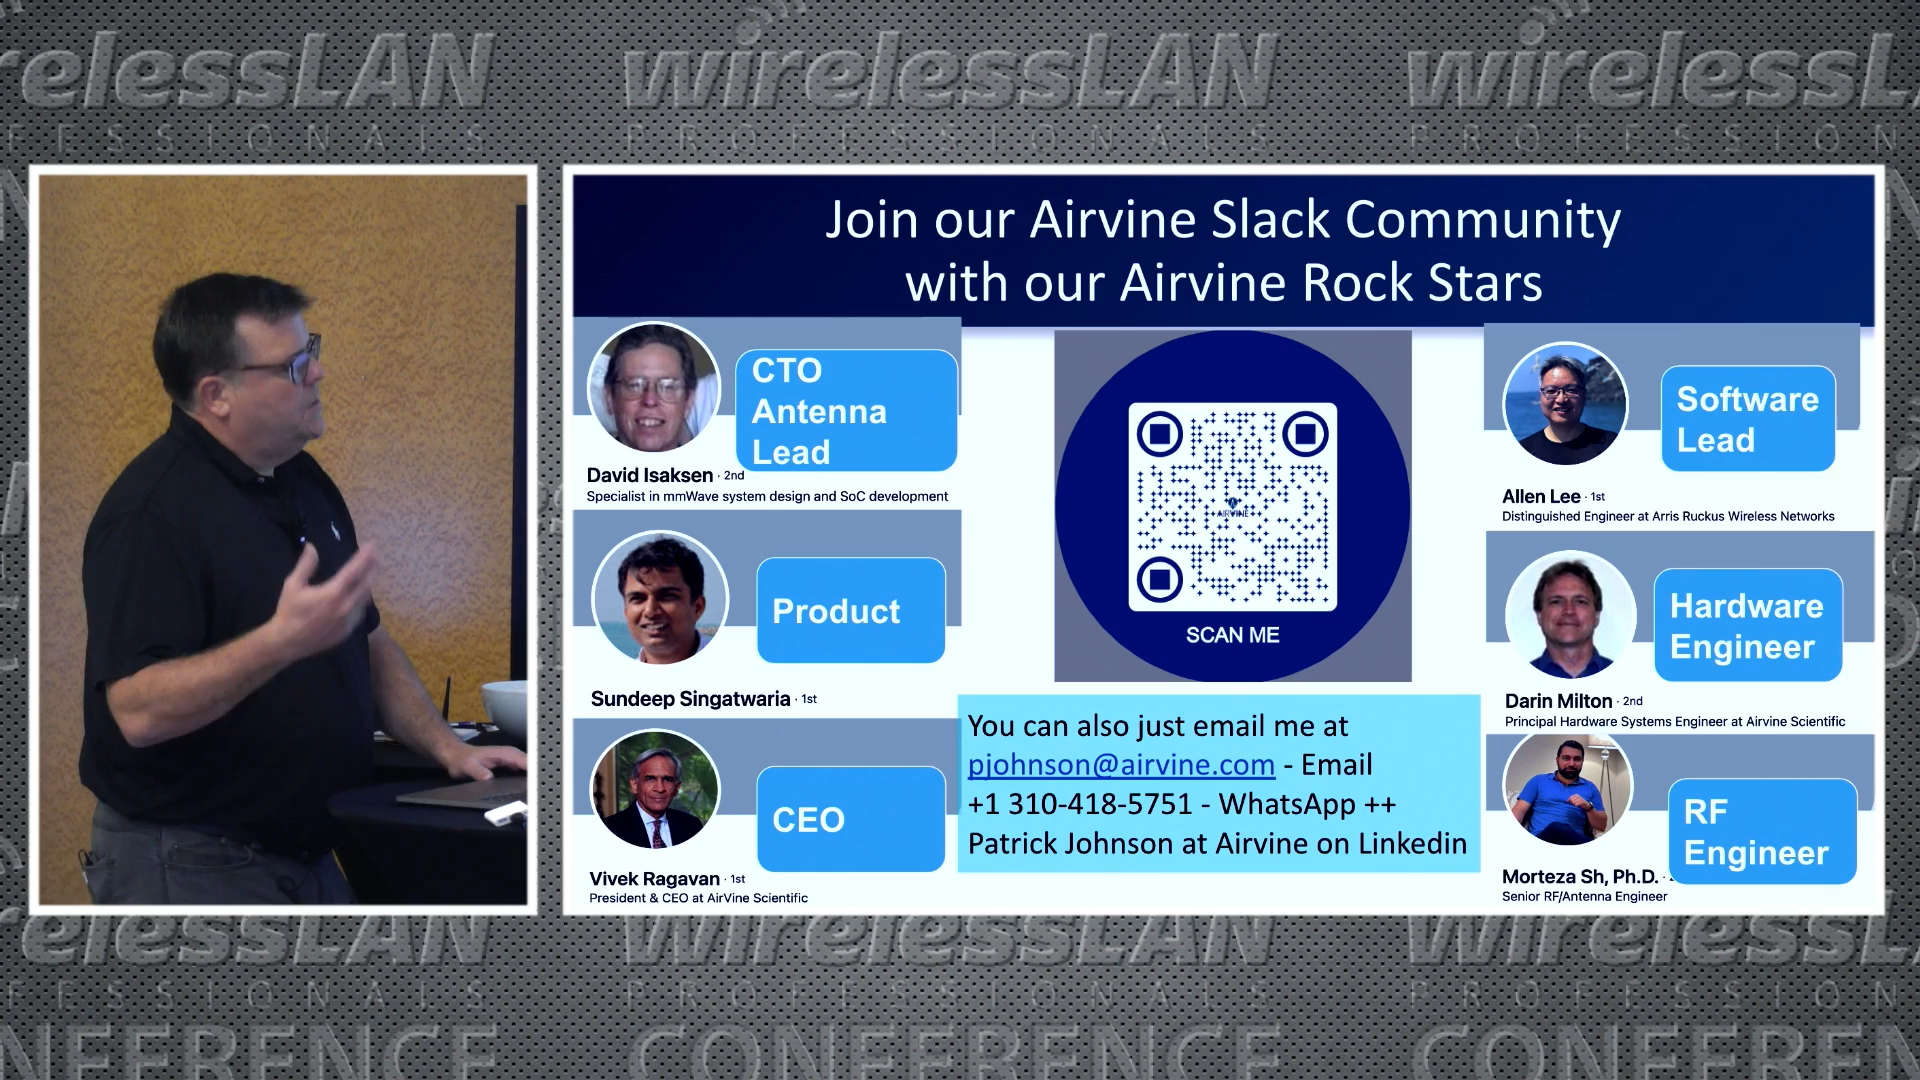 wirelessLAN
PROFESSIONALS
Join our Airvine Slack Community
with our Airvine Rock Stars
CTO
Antenna
Lead
David Isaksen · 2nd
Specialist in mmWave system design and SoC development
Product
Sundeep Singatwaria · 1st
CEO
Vivek Ragavan · 1st
President & CEO at AirVine Scientific
AIRVINE
SCAN ME
You can also just email me at
pjohnson@airvine.com - Email
+1 310-418-5751 - WhatsApp ++
Patrick Johnson at Airvine on Linkedin
Software
Lead
Allen Lee · 1st
Distinguished Engineer at Arris Ruckus Wireless Networks
Hardware
Engineer
Darin Milton · 2nd
Principal Hardware Systems Engineer at Airvine Scientific
RF
Engineer
Morteza Sh, Ph.D. ·
Senior RF/Antenna Engineer
wirelessLAN
PROFESSIONALS
CONFERENCE